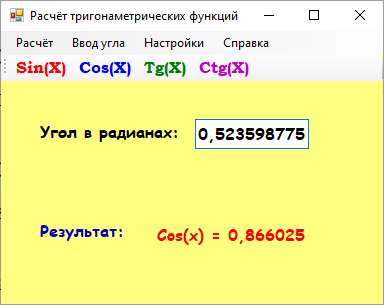 Расчёт тригонометрических функций
Расчёт Ввод угла Настройки Справка
Sin(X) Cos(X) Tg(X) Ctg(X)
Угол в радианах: 0,523598775
Результат: Cos(x) = 0,866025